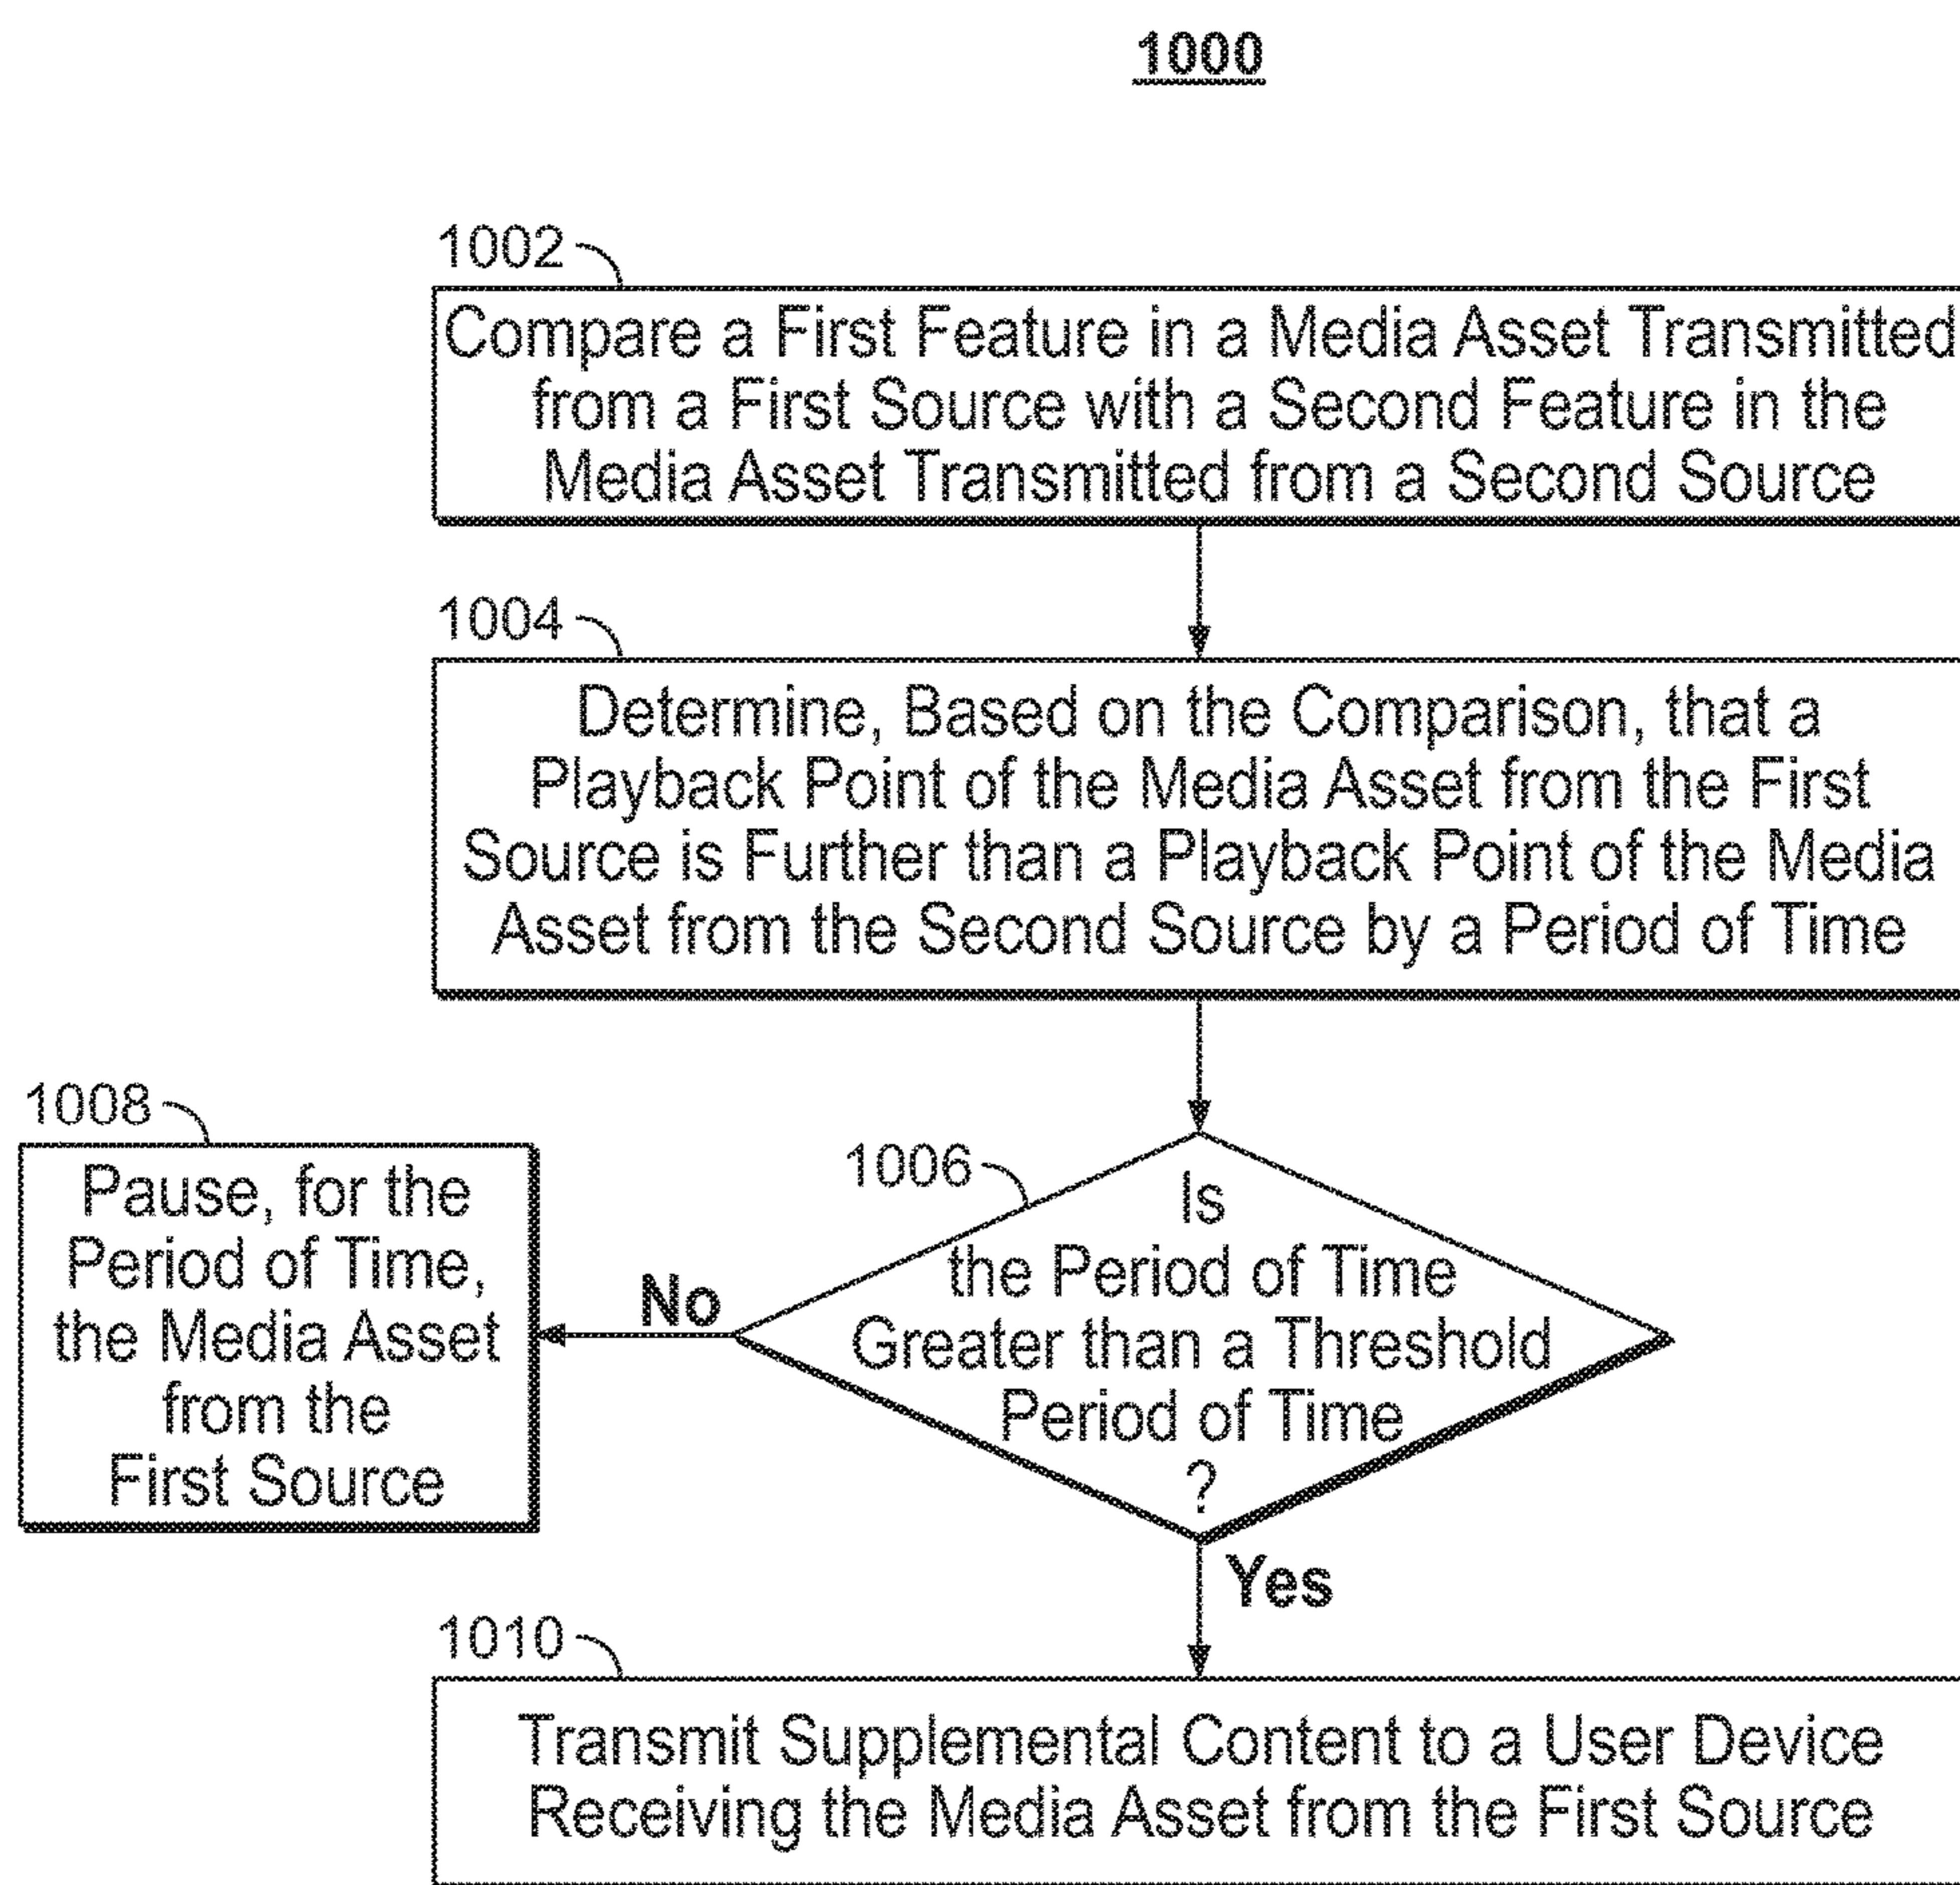 1000
1002
Compare a First Feature in a Media Asset Transmitted
from a First Source with a Second Feature in the
Media Asset Transmitted from a Second Source
1004
Determine, Based on the Comparison, that a
Playback Point of the Media Asset from the First
Source is Further than a Playback Point of the Media
Asset from the Second Source by a Period of Time
1006
Is
the Period of Time
Greater than a Threshold
Period of Time
?
No
1008
Pause, for the
Period of Time,
the Media Asset
from the
First Source
Yes
1010
Transmit Supplemental Content to a User Device
Receiving the Media Asset from the First Source